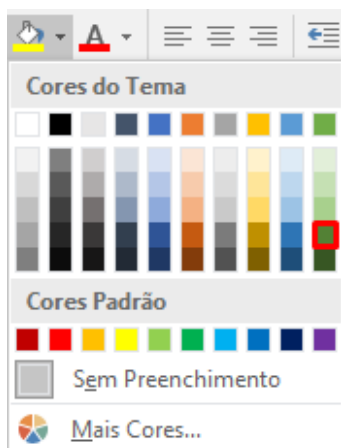 A
Cores do Tema
Cores Padrão
Sem Preenchimento
Mais Cores...